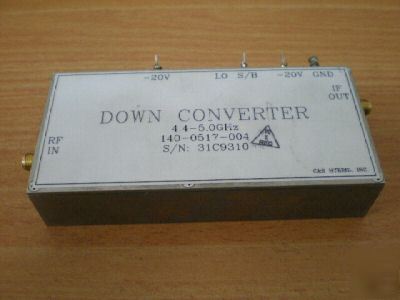 -20V LO S/B -20V GND
IF
OUT
DOWN CONVERTER
4.4-5.0GHz
140-0517-004
S/N: 31C9310
RF
IN